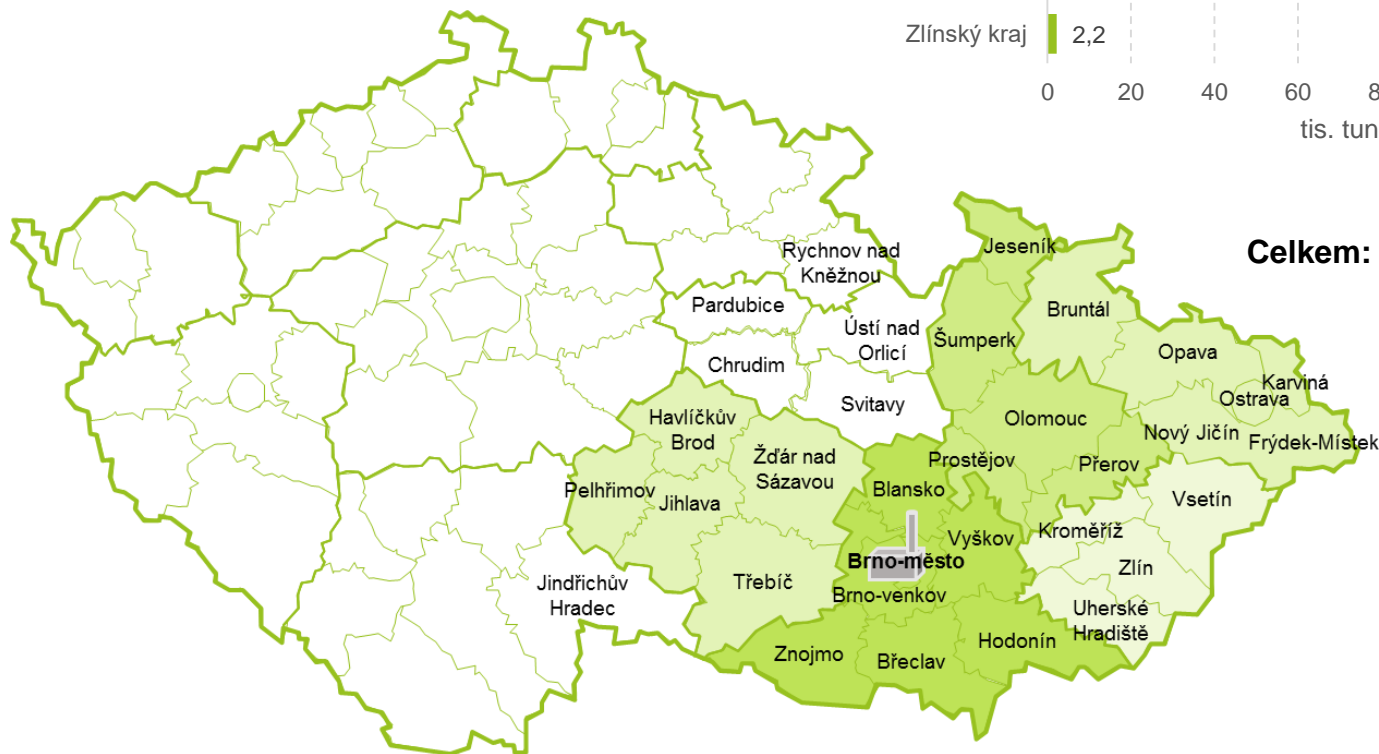 Zlínský kraj 2,2
0 20 40 60 8
tis. tun
Celkem:
Jeseník
Rychnov nad
Kněžnou
Bruntál
Pardubice
Ústí nad
Orlicí
Šumperk
Opava
Chrudim
Karviná
Ostrava
Svitavy
Havlíčkův
Brod
Olomouc
Nový Jičín
Frýdek-Místek
Žďár nad
Sázavou
Prostějov
Přerov
Pelhřimov
Jihlava
Blansko
Vsetín
Kroměříž
Vyškov
Brno-město
Zlín
Třebíč
Jindřichův
Hradec
Brno-venkov
Uherské
Hradiště
Hodonín
Znojmo
Břeclav